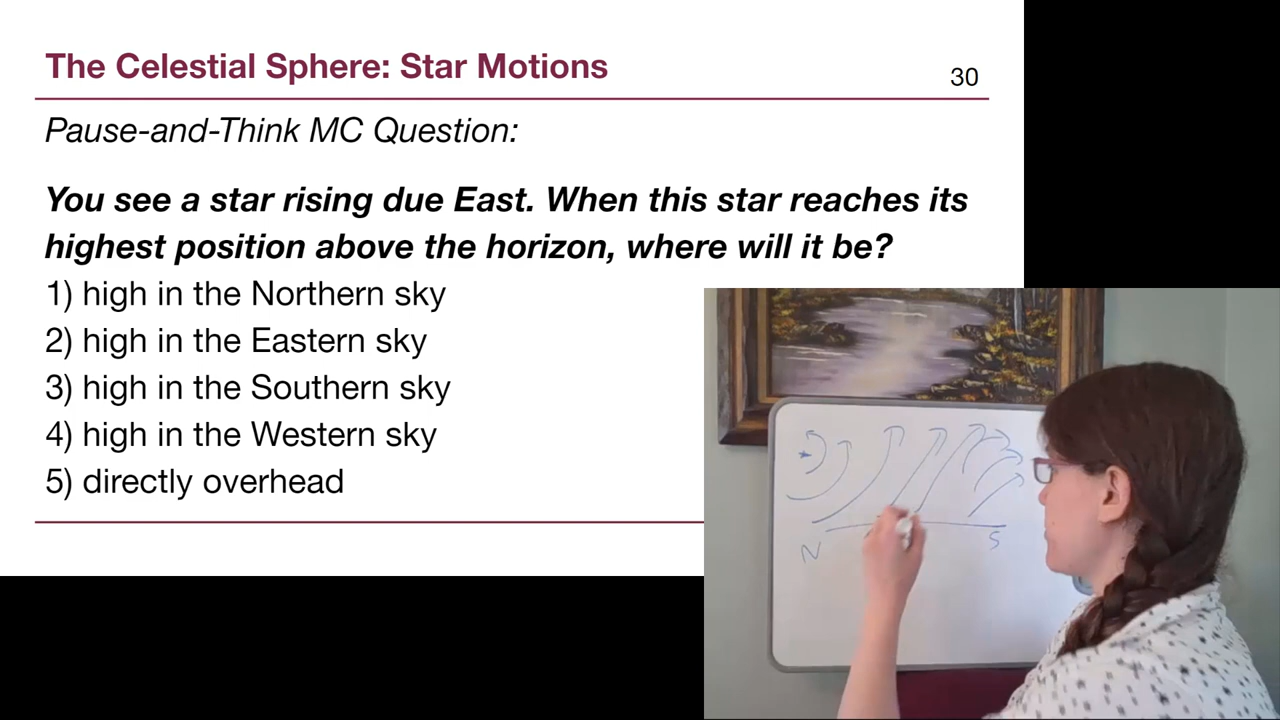 The Celestial Sphere: Star Motions
30
Pause-and-Think MC Question:
You see a star rising due East. When this star reaches its
highest position above the horizon, where will it be?
1) high in the Northern sky
2) high in the Eastern sky
3) high in the Southern sky
4) high in the Western sky
5) directly overhead
N
S